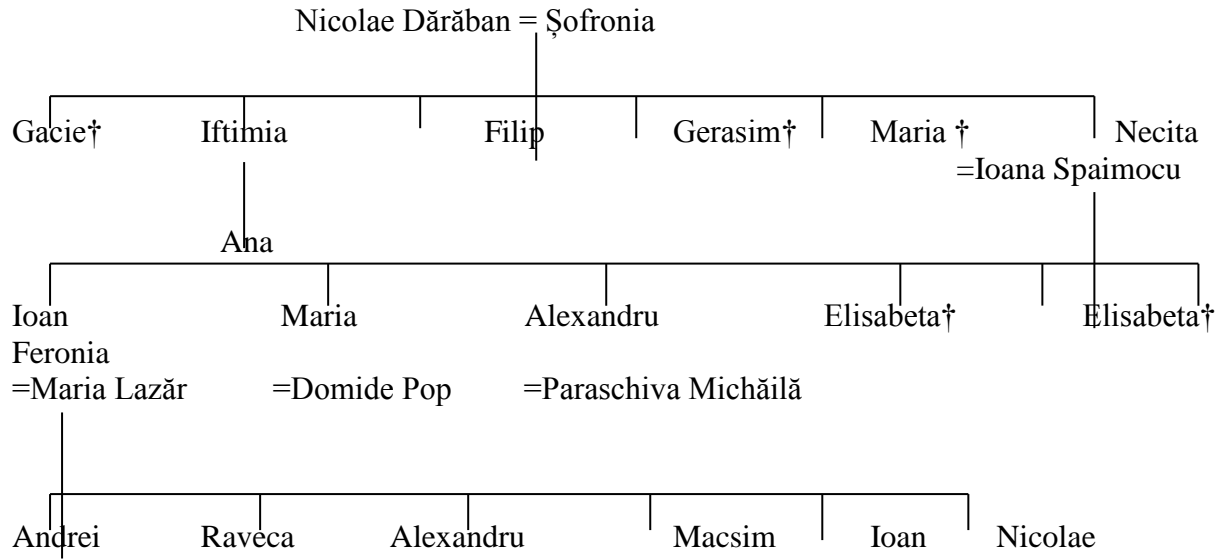 Nicolae Dărăban = Șofronia
Gacie† Iftimia Filip Gerasim† Maria † Necita
=Ioana Spaimocu
Ana
Ioan Maria Alexandru Elisabeta† Elisabeta†
Feronia
=Maria Lazăr =Domide Pop =Paraschiva Michăilă
Andrei Raveca Alexandru Macsim Ioan Nicolae